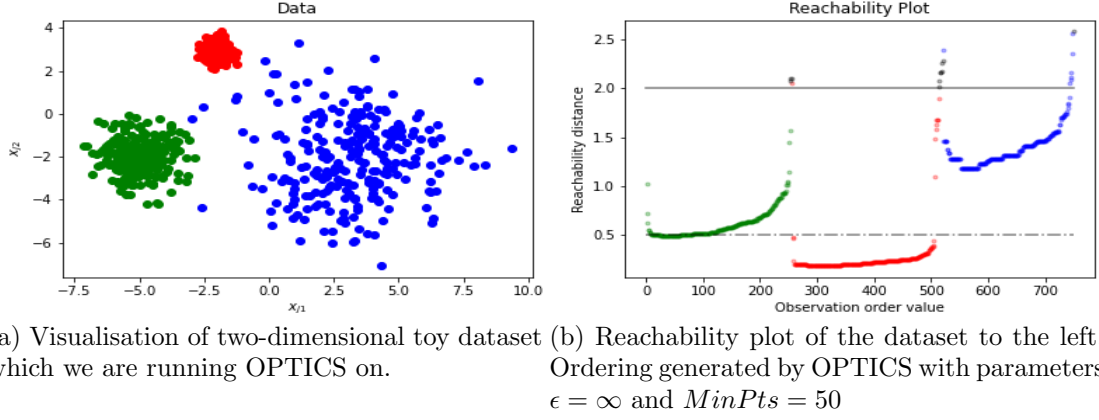 Data
4
2
0
−2
−4
−6
x_{J2}
−7.5 −5.0 −2.5 0.0 2.5 5.0 7.5 10.0
x_{J1}
Reachability Plot
2.5
2.0
1.5
1.0
0.5
Reachability distance
0 100 200 300 400 500 600 700
Observation order value
a) Visualisation of two-dimensional toy dataset
which we are running OPTICS on.
(b) Reachability plot of the dataset to the left
Ordering generated by OPTICS with parameters
ϵ = ∞ and MinPts = 50